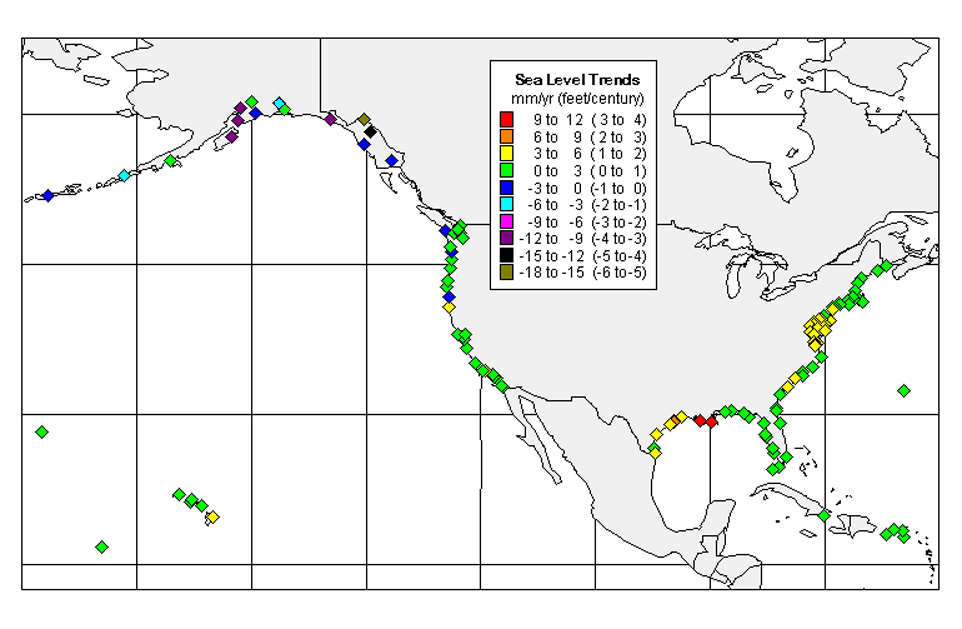 Sea Level Trends
mm/yr (feet/century)
9 to 12 (3 to 4)
6 to 9 (2 to 3)
3 to 6 (1 to 2)
0 to 3 (0 to 1)
-3 to 0 (-1 to 0)
-6 to -3 (-2 to -1)
-9 to -6 (-3 to -2)
-12 to -9 (-4 to -3)
-15 to -12 (-5 to -4)
-18 to -15 (-6 to -5)